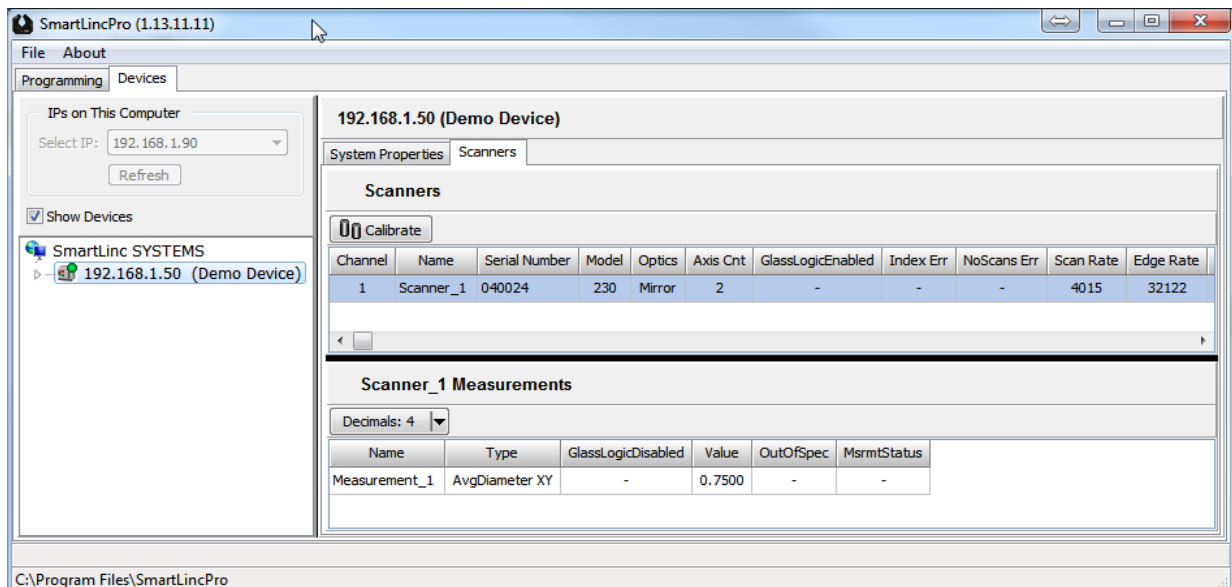 SmartLincPro (1.13.11.11)
File About
Programming Devices
IPs on This Computer
Select IP: 192.168.1.90
Refresh
Show Devices
SmartLinc SYSTEMS
192.168.1.50 (Demo Device)
192.168.1.50 (Demo Device)
System Properties Scanners
Scanners
Calibrate
Channel Name Serial Number Model Optics Axis Cnt GlassLogicEnabled Index Err NoScans Err Scan Rate Edge Rate
1 Scanner_1 040024 230 Mirror 2 - - - 4015 32122
Scanner_1 Measurements
Decimals: 4
Name Type GlassLogicDisabled Value OutOfSpec MsrmtStatus
Measurement_1 AvgDiameter XY - 0.7500 - -
C:\Program Files\SmartLincPro